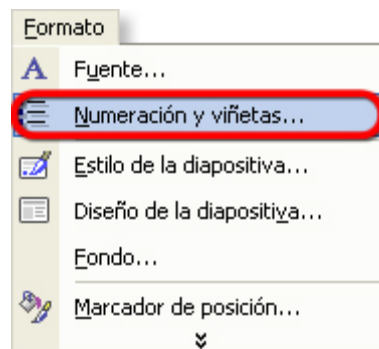 Formato
Fuente...
Numeración y viñetas...
Estilo de la diapositiva...
Diseño de la diapositiva...
Fondo...
Marcador de posición...